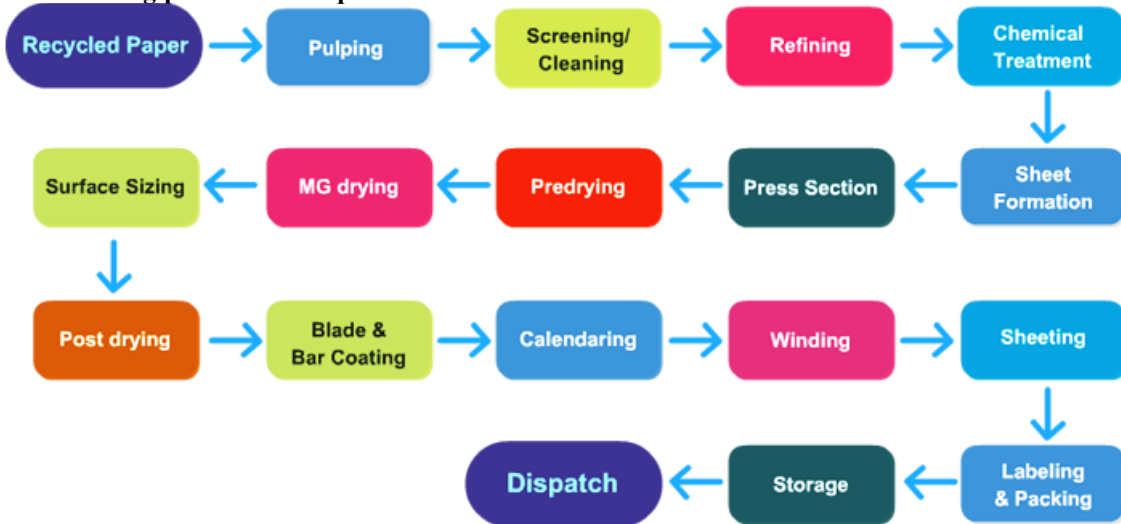 Recycled Paper
Pulping
Screening/
Cleaning
Refining
Chemical
Treatment
Sheet
Formation
Press Section
Predrying
MG drying
Surface Sizing
Post drying
Blade &
Bar Coating
Calendaring
Winding
Sheeting
Labeling
& Packing
Storage
Dispatch